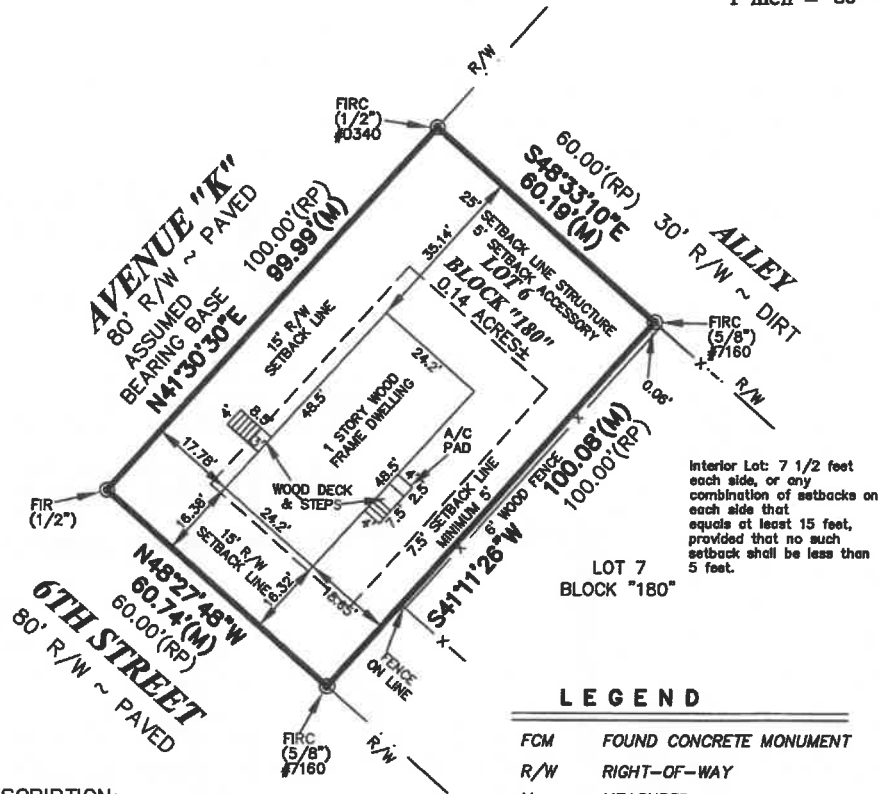 R/W
FIRC
(1/2")
#0340
AVENUE "K"
80' R/W ~ PAVED
ASSUMED
BEARING BASE
N41°30'30"E
100.00'(RP)
99.99'(M)
60.00'(RP)
S48°33'10"E
60.19'(M)
ALLEY
30' R/W ~ DIRT
FIRC
(5/8")
#7160
R/W
0.06'
25' SETBACK LINE STRUCTURE
5' SETBACK ACCESSORY
LOT 6
BLOCK "180"
0.14 ACRES±
35.14'
15' R/W
SETBACK LINE
24.2'
48.5'
1 STORY WOOD
FRAME DWELLING
4'
8.5'
48.5'
A/C
PAD
4'
2.5'
7.5'
WOOD DECK
& STEPS
17.78'
16.38'
24.2'
15' R/W
SETBACK LINE
7.5' SETBACK LINE
MINIMUM 5'
6' WOOD FENCE
100.08'(M)
100.00'(RP)
S41°11'26"W
FIR
(1/2")
N48°27'48"W
60.74'(M)
60.00'(RP)
6TH STREET
80' R/W ~ PAVED
FENCE
ON LINE
FIRC
(5/8")
#7160
R/W
Interior Lot: 7 1/2 feet
each side, or any
combination of setbacks on
each side that
equals at least 15 feet,
provided that no such
setback shall be less than
5 feet.
LOT 7
BLOCK "180"
LEGEND
FCM FOUND CONCRETE MONUMENT
R/W RIGHT-OF-WAY